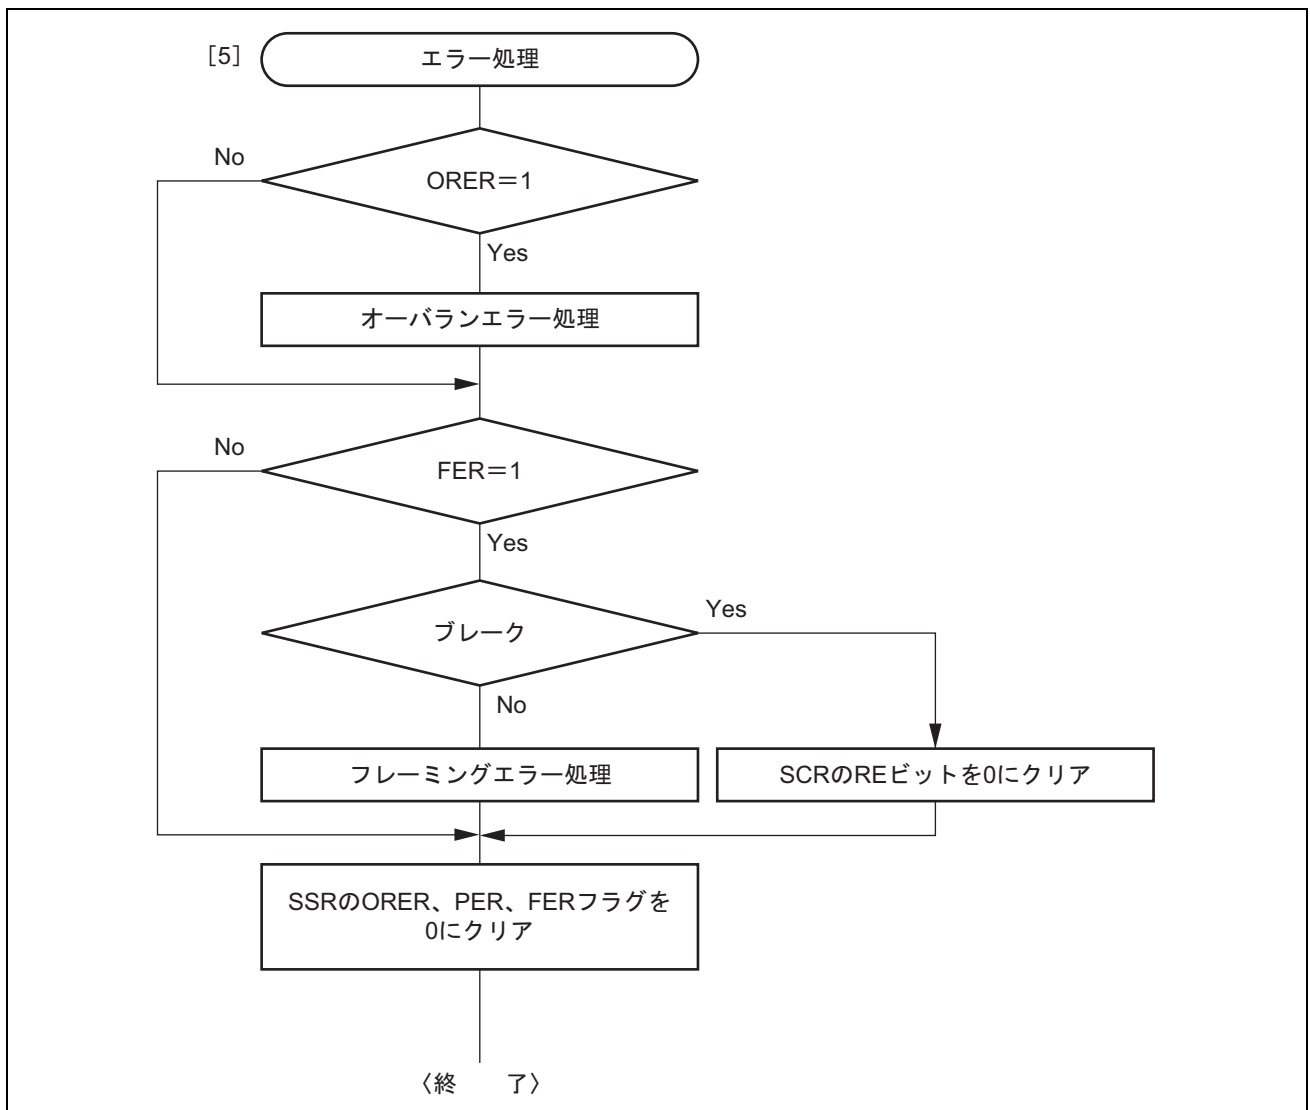 [5]
エラー処理
No
ORER＝1
Yes
オーバランエラー処理
No
FER＝1
Yes
Yes
ブレーク
No
フレーミングエラー処理
SCRのREビットを0にクリア
SSRのORER、PER、FERフラグを
0にクリア
〈終　　了〉